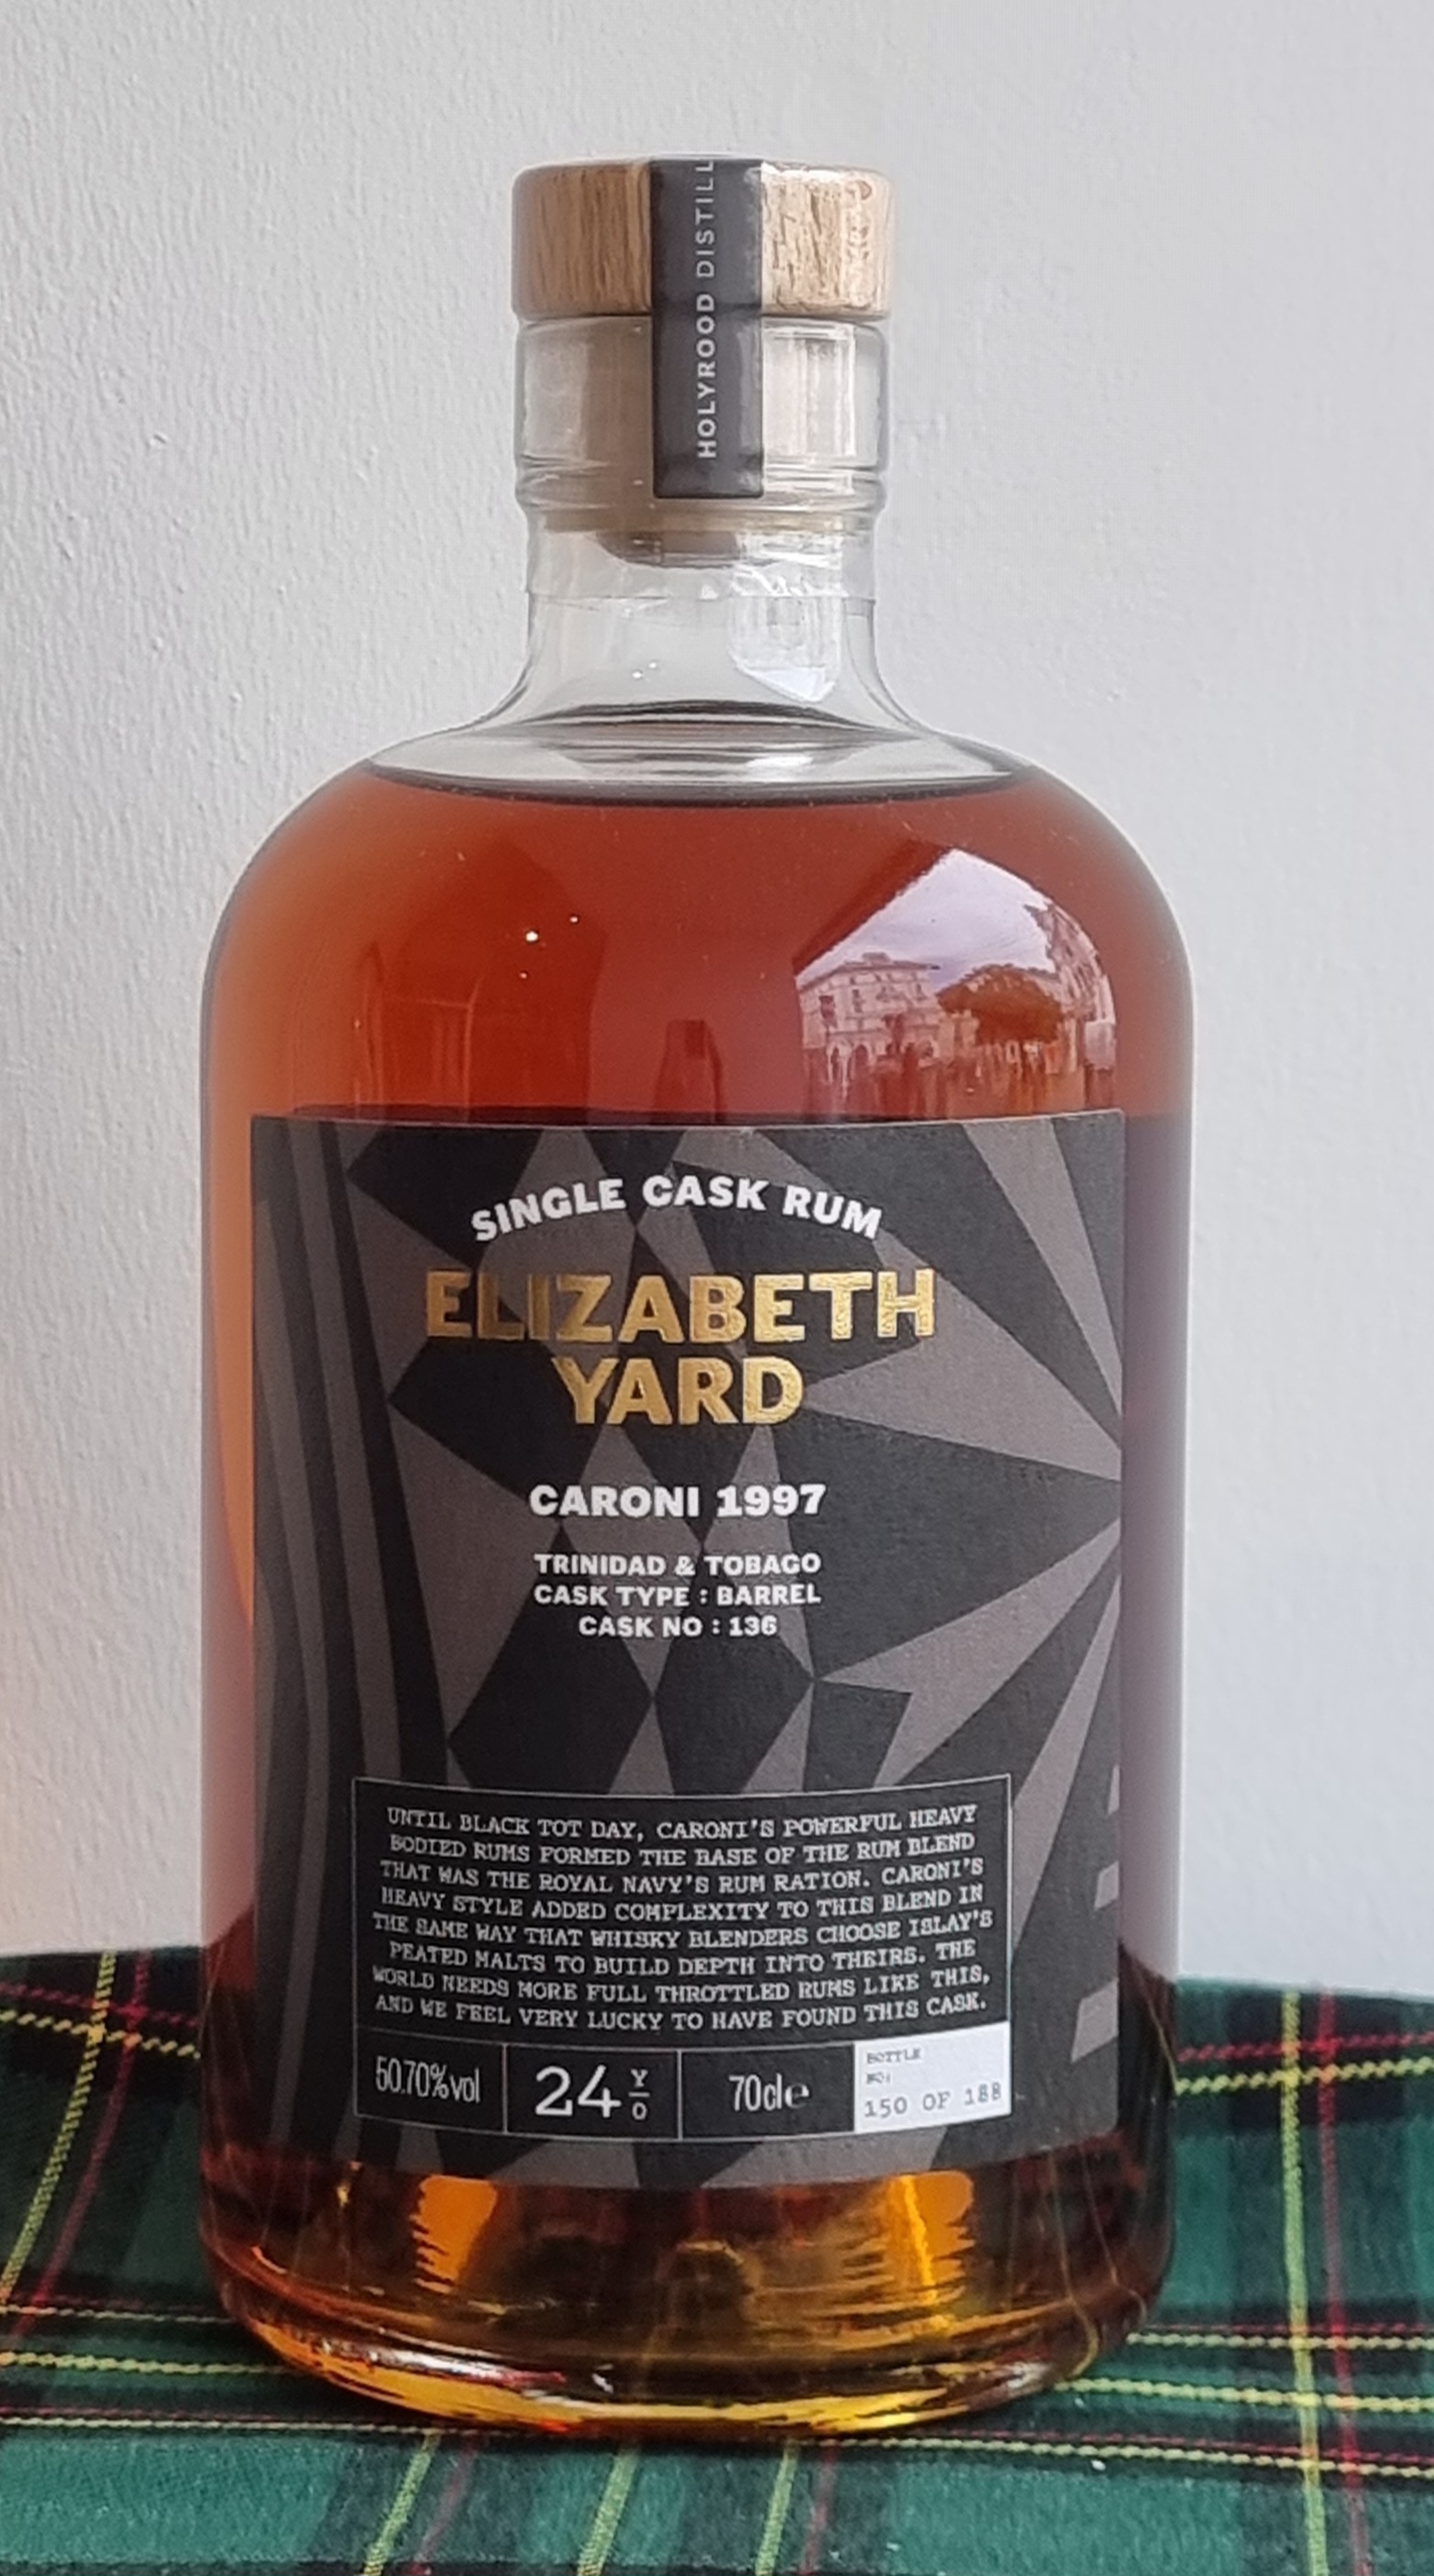 HOLYROOD DISTILL
SINGLE CASK RUM
ELIZABETH
YARD
CARONI 1997
TRINIDAD & TOBAGO
CASK TYPE : BARREL
CASK NO : 136
UNTIL BLACK TOT DAY, CARONI'S POWERFUL HEAVY
BODIED RUMS FORMED THE BASE OF THE RUM BLEND
THAT WAS THE ROYAL NAVY'S RUM RATION. CARONI'S
HEAVY STYLE ADDED COMPLEXITY TO THIS BLEND IN
THE SAME WAY THAT WHISKY BLENDERS CHOOSE ISLAY'S
PEATED MALTS TO BUILD DEPTH INTO THEIRS. THE
WORLD NEEDS MORE FULL THROTTLED RUMS LIKE THIS,
AND WE FEEL VERY LUCKY TO HAVE FOUND THIS CASK.
50.70%vol 24 YO 70cl℮
BOTTLE
NO:
150 OF 188